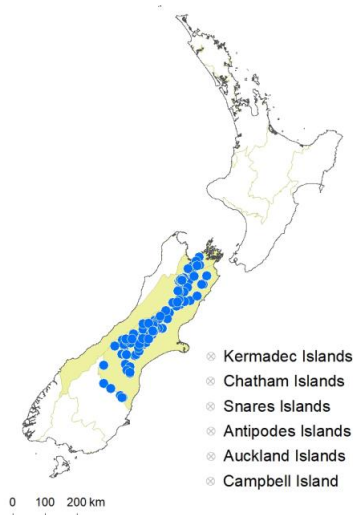 Kermadec Islands
Chatham Islands
Snares Islands
Antipodes Islands
Auckland Islands
Campbell Island
0 100 200 km